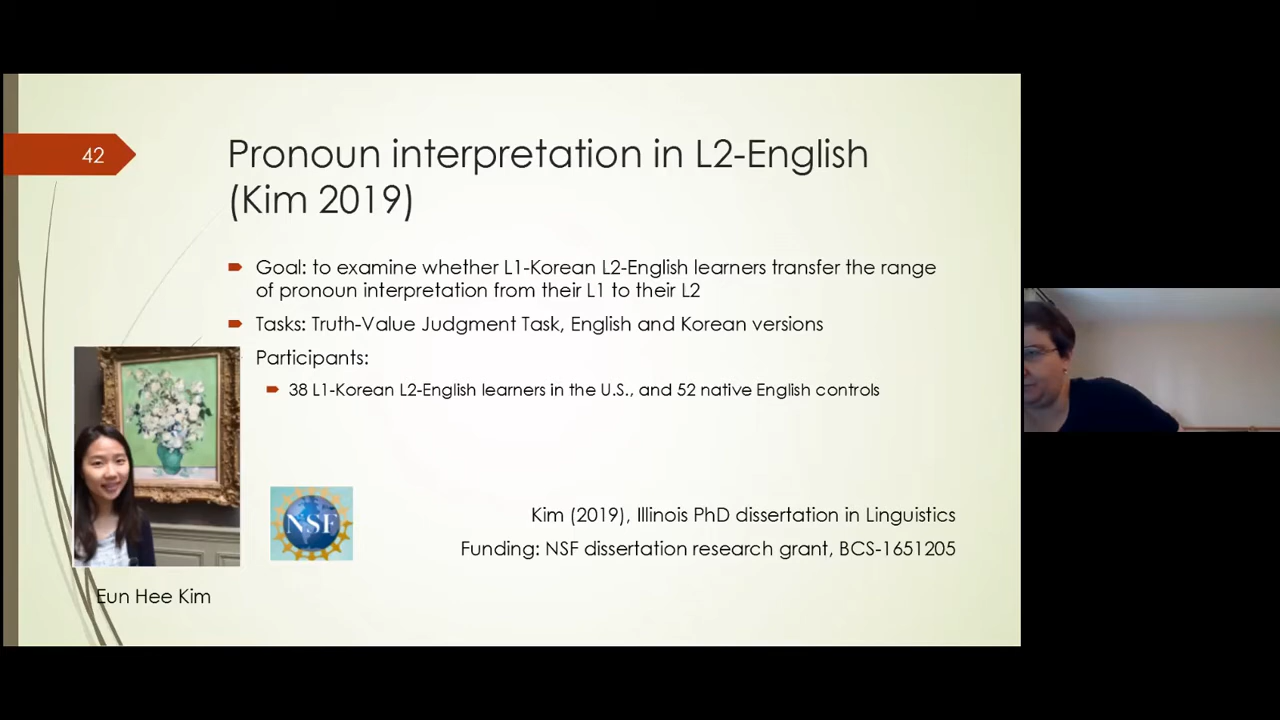 42
Pronoun interpretation in L2-English
(Kim 2019)
Goal: to examine whether L1-Korean L2-English learners transfer the range
of pronoun interpretation from their L1 to their L2
Tasks: Truth-Value Judgment Task, English and Korean versions
Participants:
38 L1-Korean L2-English learners in the U.S., and 52 native English controls
NSF
Kim (2019), Illinois PhD dissertation in Linguistics
Funding: NSF dissertation research grant, BCS-1651205
Eun Hee Kim